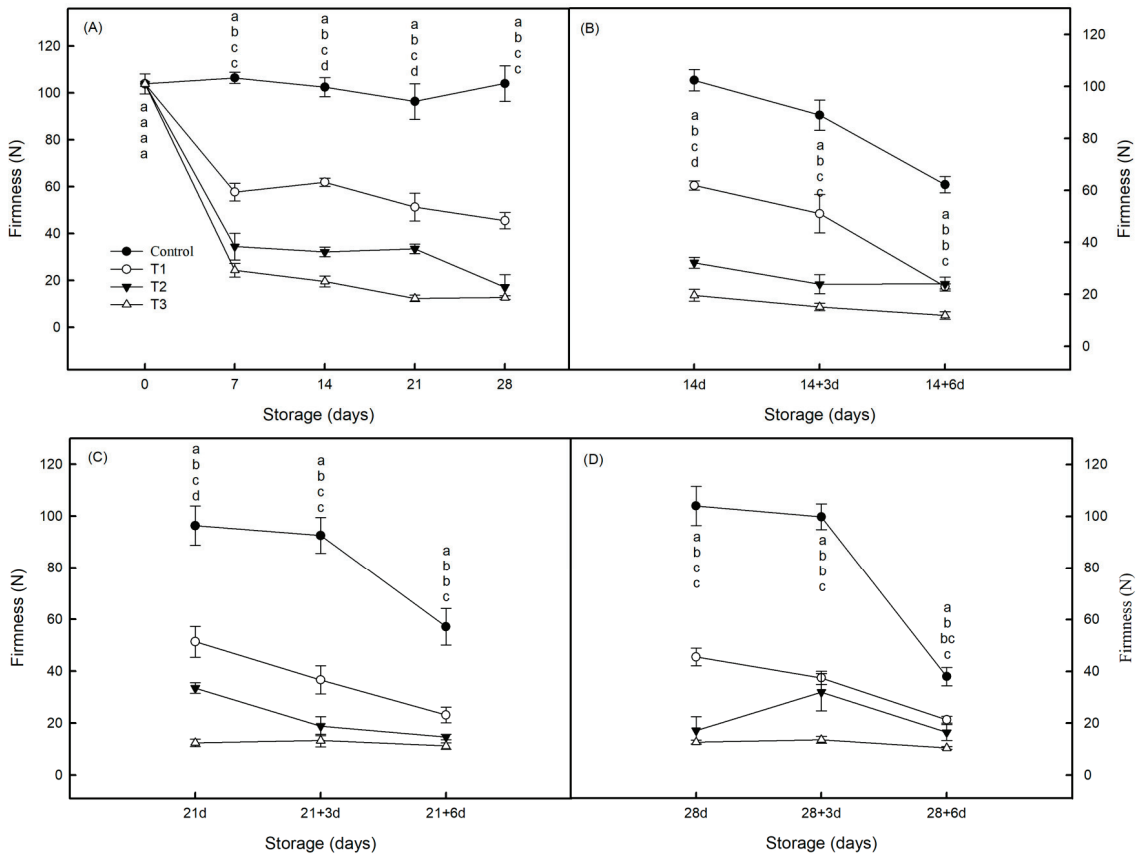 (A)
a
b
c
c
a
b
c
d
a
b
c
d
a
b
c
c
a
a
a
a
120
100
80
60
40
20
0
Firmness (N)
Control
T1
T2
T3
0 7 14 21 28
Storage (days)
(B)
a
b
c
d
a
b
c
c
a
b
b
c
120
100
80
60
40
20
0
Firmness (N)
14d 14+3d 14+6d
Storage (days)
(C)
a
b
c
d
a
b
c
c
a
b
b
c
120
100
80
60
40
20
0
Firmness (N)
21d 21+3d 21+6d
Storage (days)
(D)
a
b
c
c
a
b
b
c
a
b
bc
c
120
100
80
60
40
20
0
Firmness (N)
28d 28+3d 28+6d
Storage (days)